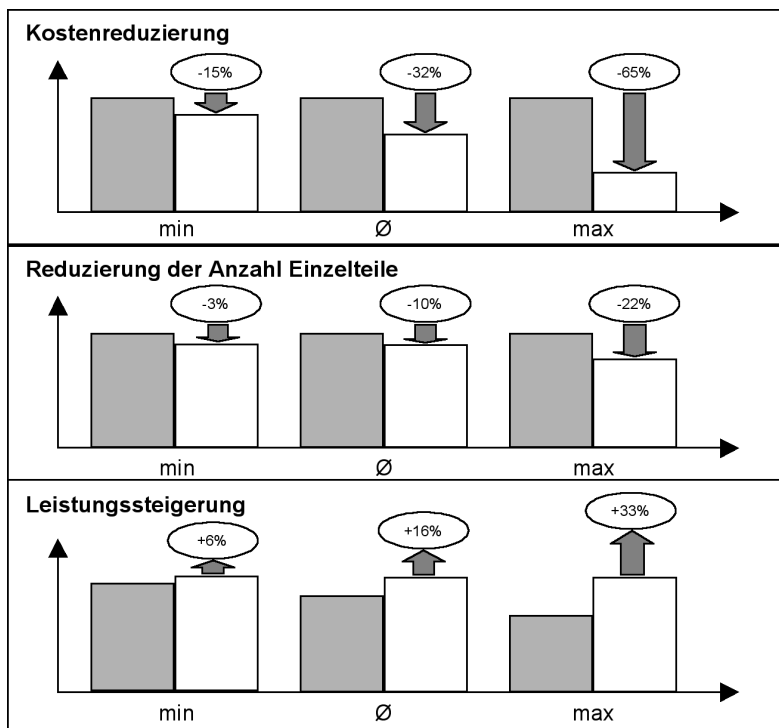 Kostenreduzierung
-15%
-32%
-65%
min
Ø
max
Reduzierung der Anzahl Einzelteile
-3%
-10%
-22%
min
Ø
max
Leistungssteigerung
+6%
+16%
+33%
min
Ø
max